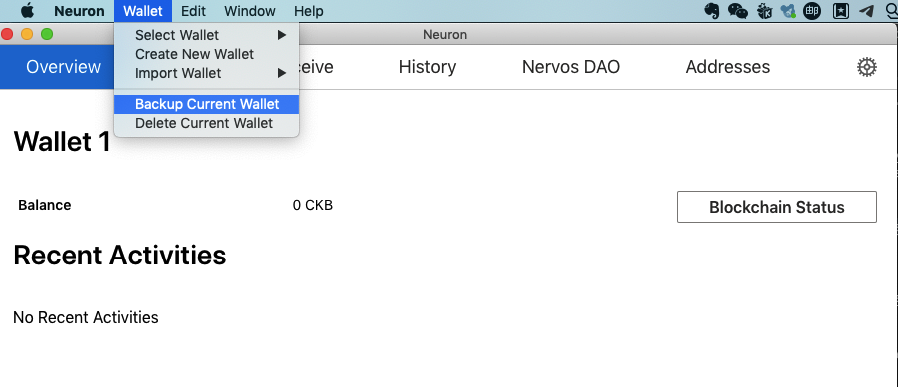 Neuron Wallet Edit Window Help
Neuron
Select Wallet
Create New Wallet
Import Wallet
Backup Current Wallet
Delete Current Wallet
Overview eive History Nervos DAO Addresses
Wallet 1
Balance 0 CKB Blockchain Status
Recent Activities
No Recent Activities